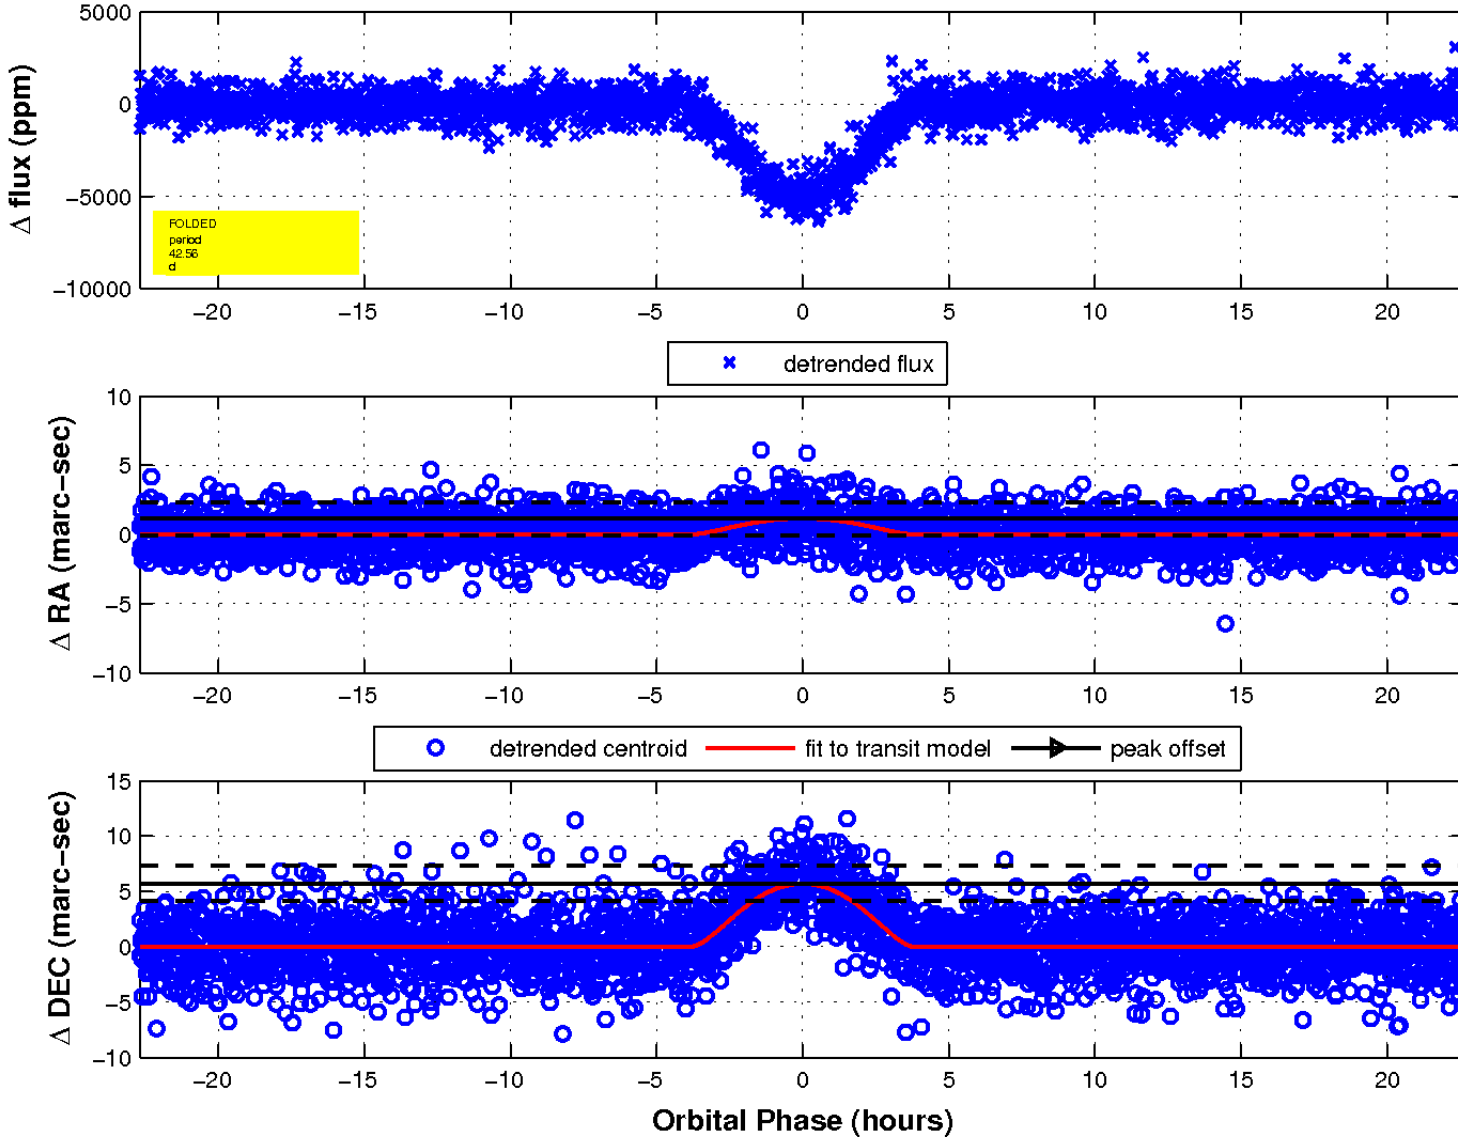 5000
0
−5000
−10000
Δ flux (ppm)
FOLDED
period
42.56
d
−20 −15 −10 −5 0 5 10 15 20
detrended flux
10
5
0
−5
−10
Δ RA (marc−sec)
−20 −15 −10 −5 0 5 10 15 20
detrended centroid fit to transit model peak offset
15
10
5
0
−5
−10
Δ DEC (marc−sec)
−20 −15 −10 −5 0 5 10 15 20
Orbital Phase (hours)